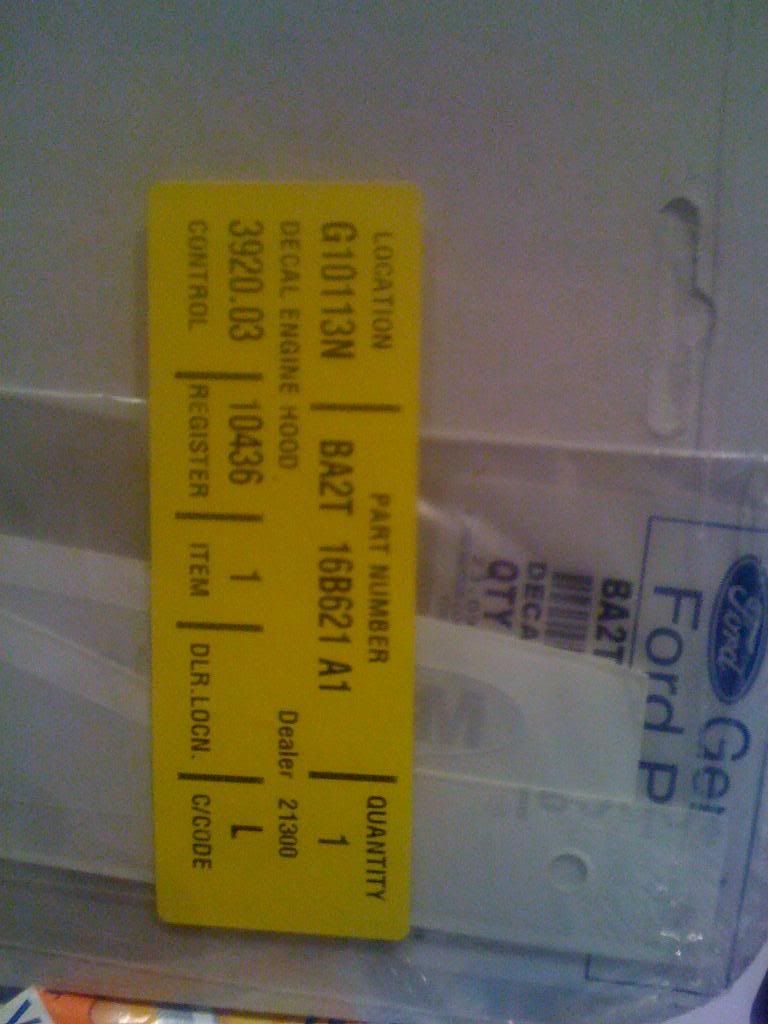 LOCATION PART NUMBER QUANTITY
G10113N BA2T 16B621 A1 1
DECAL ENGINE HOOD Dealer 21300
3920.03 10436 1 L
CONTROL REGISTER ITEM DLR.LOCN. C/CODE
Ford Ge
Ford P
BA2T
DECA
QTY